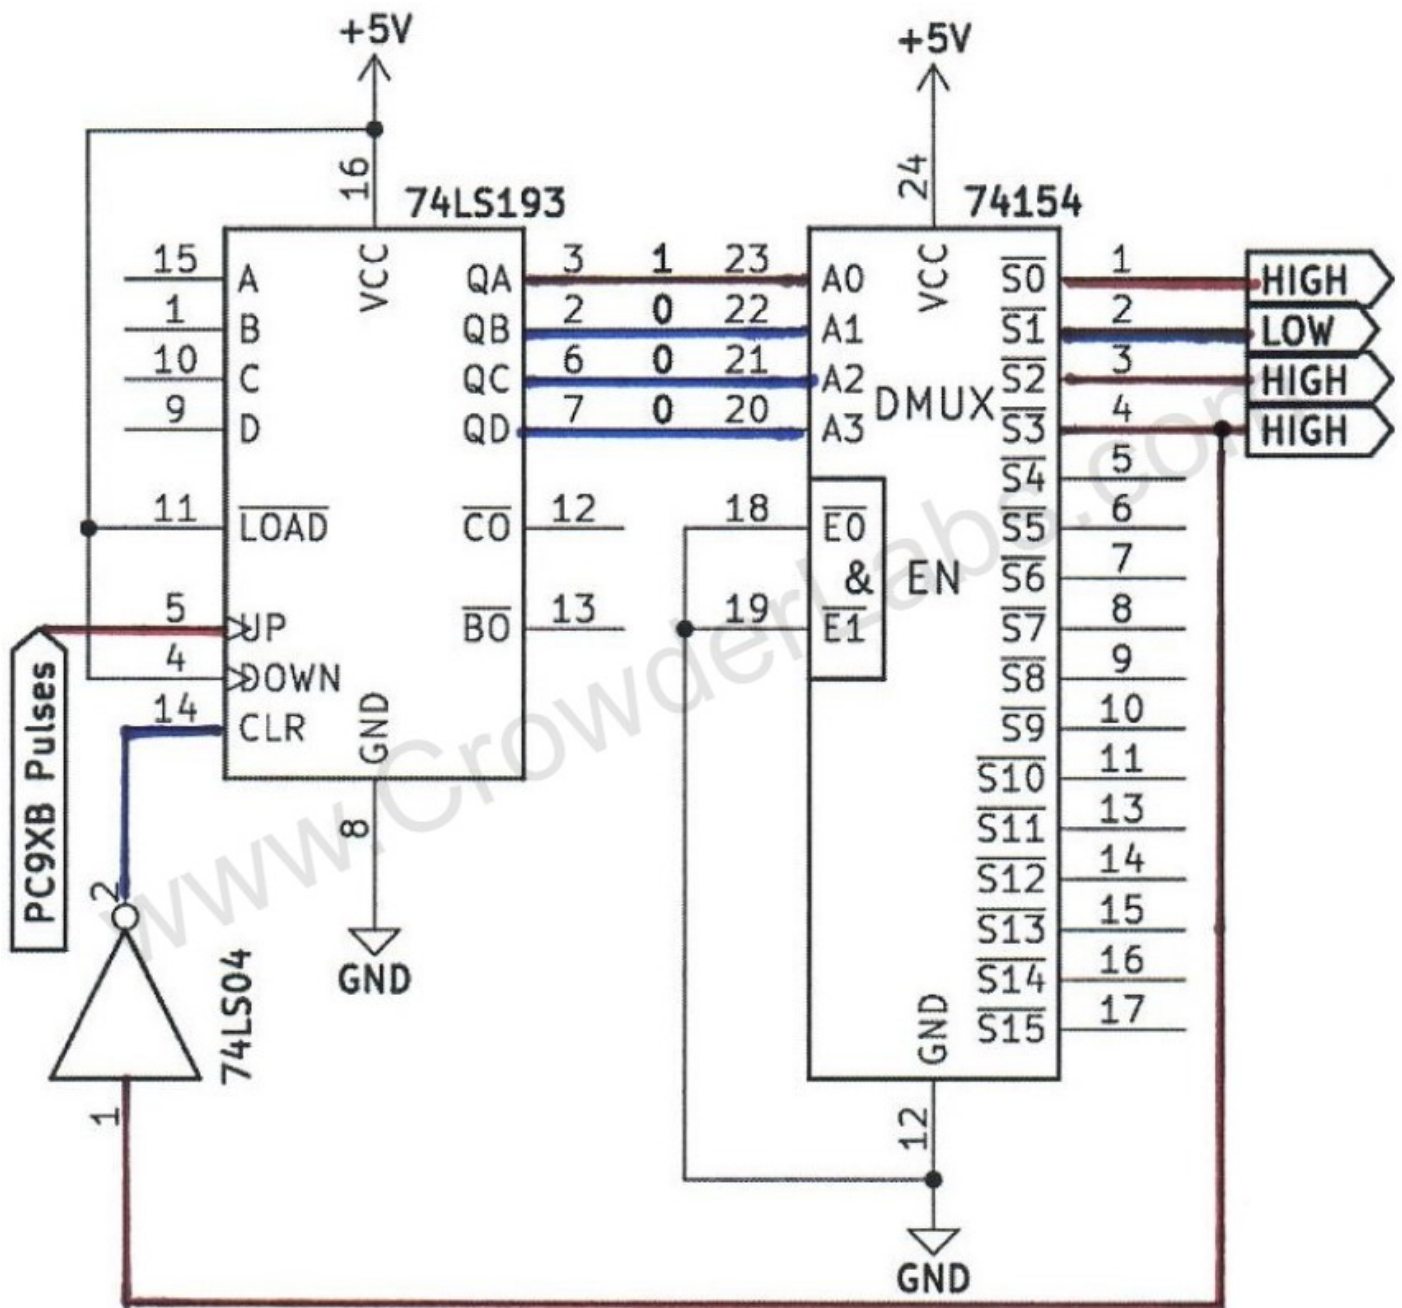 +5V
+5V
16
24
74LS193
74154
15 A
VCC
QA 3 1 23 A0
VCC
S0 1 HIGH
1 B
QB 2 0 22 A1
S1 2 LOW
10 C
QC 6 0 21 A2
S2 3 HIGH
9 D
QD 7 0 20 A3
DMUX
S3 4 HIGH
S4 5
11 LOAD
CO 12
18 E0
S5 6
& EN
S6 7
5 UP
BO 13
19 E1
S7 8
4 DOWN
S8 9
14 CLR
GND
S9 10
S10 11
8
S11 13
S12 14
S13 15
S14 16
S15 17
GND
PC9XB Pulses
2
74LS04
1
GND
12
GND
www.CrowderLabs.com